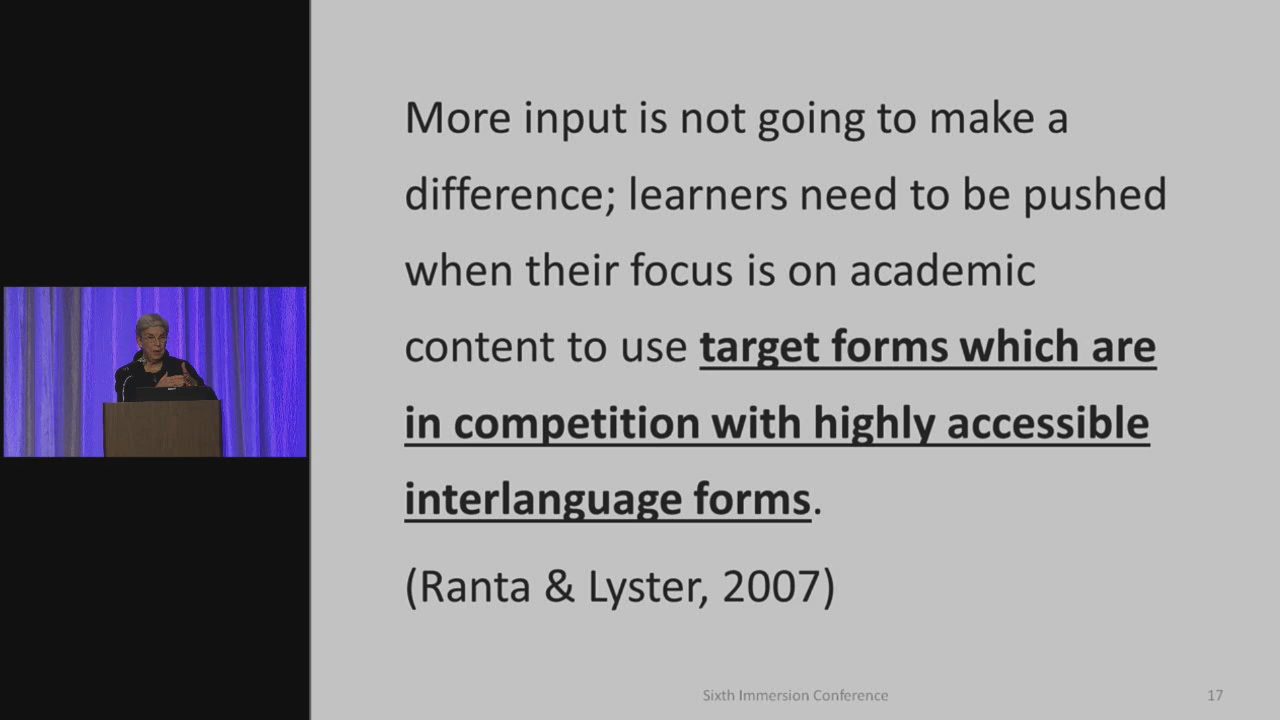 More input is not going to make a
difference; learners need to be pushed
when their focus is on academic
content to use target forms which are
in competition with highly accessible
interlanguage forms.
(Ranta & Lyster, 2007)
Sixth Immersion Conference
17